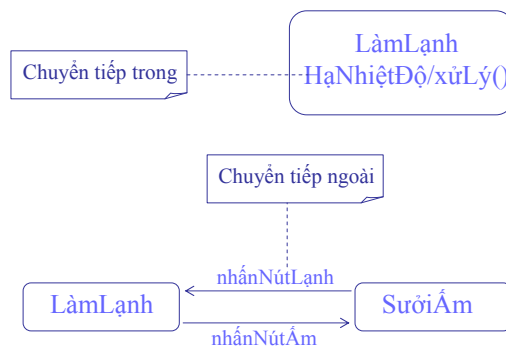 LàmLạnh
HạNhiệtĐộ/xửLý()
Chuyển tiếp trong
Chuyển tiếp ngoài
nhấnNútLạnh
LàmLạnh
SưởiẤm
nhấnNútẤm